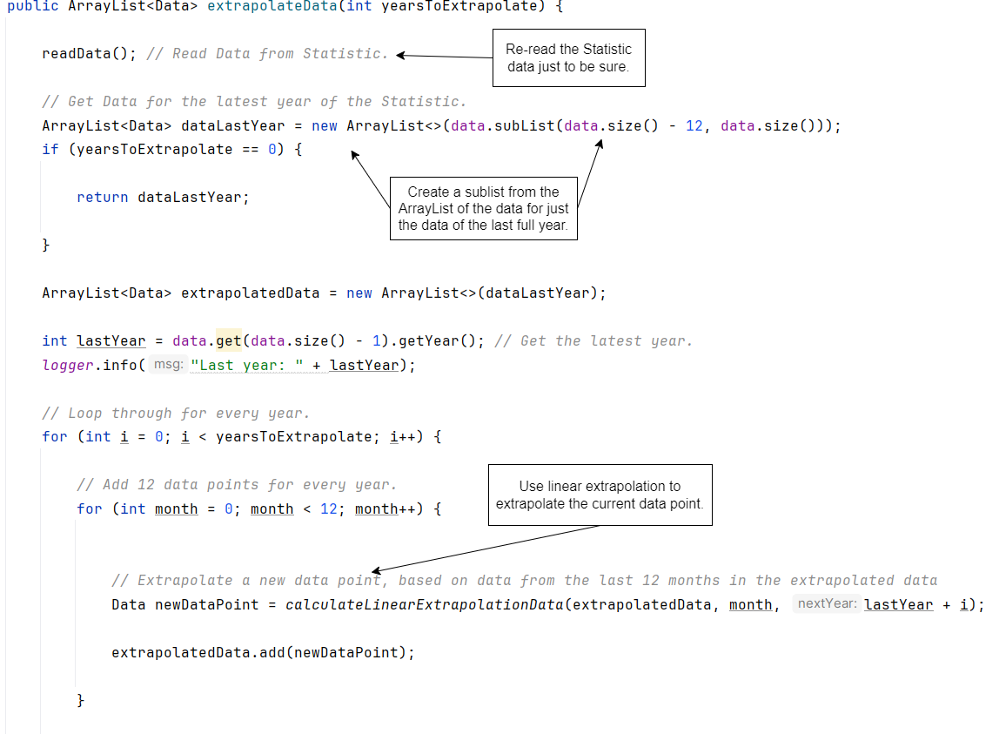 public ArrayList<Data> extrapolateData(int yearsToExtrapolate) {
readData(); // Read Data from Statistic.
Re-read the Statistic
data just to be sure.
// Get Data for the latest year of the Statistic.
ArrayList<Data> dataLastYear = new ArrayList<>(data.subList(data.size() - 12, data.size()));
if (yearsToExtrapolate == 0) {
return dataLastYear;
Create a sublist from the
ArrayList of the data for just
the data of the last full year.
}
ArrayList<Data> extrapolatedData = new ArrayList<>(dataLastYear);
int lastYear = data.get(data.size() - 1).getYear(); // Get the latest year.
logger.info( msg: "Last year: " + lastYear);
// Loop through for every year.
for (int i = 0; i < yearsToExtrapolate; i++) {
// Add 12 data points for every year.
for (int month = 0; month < 12; month++) {
Use linear extrapolation to
extrapolate the current data point.
// Extrapolate a new data point, based on data from the last 12 months in the extrapolated data
Data newDataPoint = calculateLinearExtrapolationData(extrapolatedData, month, nextYear: lastYear + i);
extrapolatedData.add(newDataPoint);
}